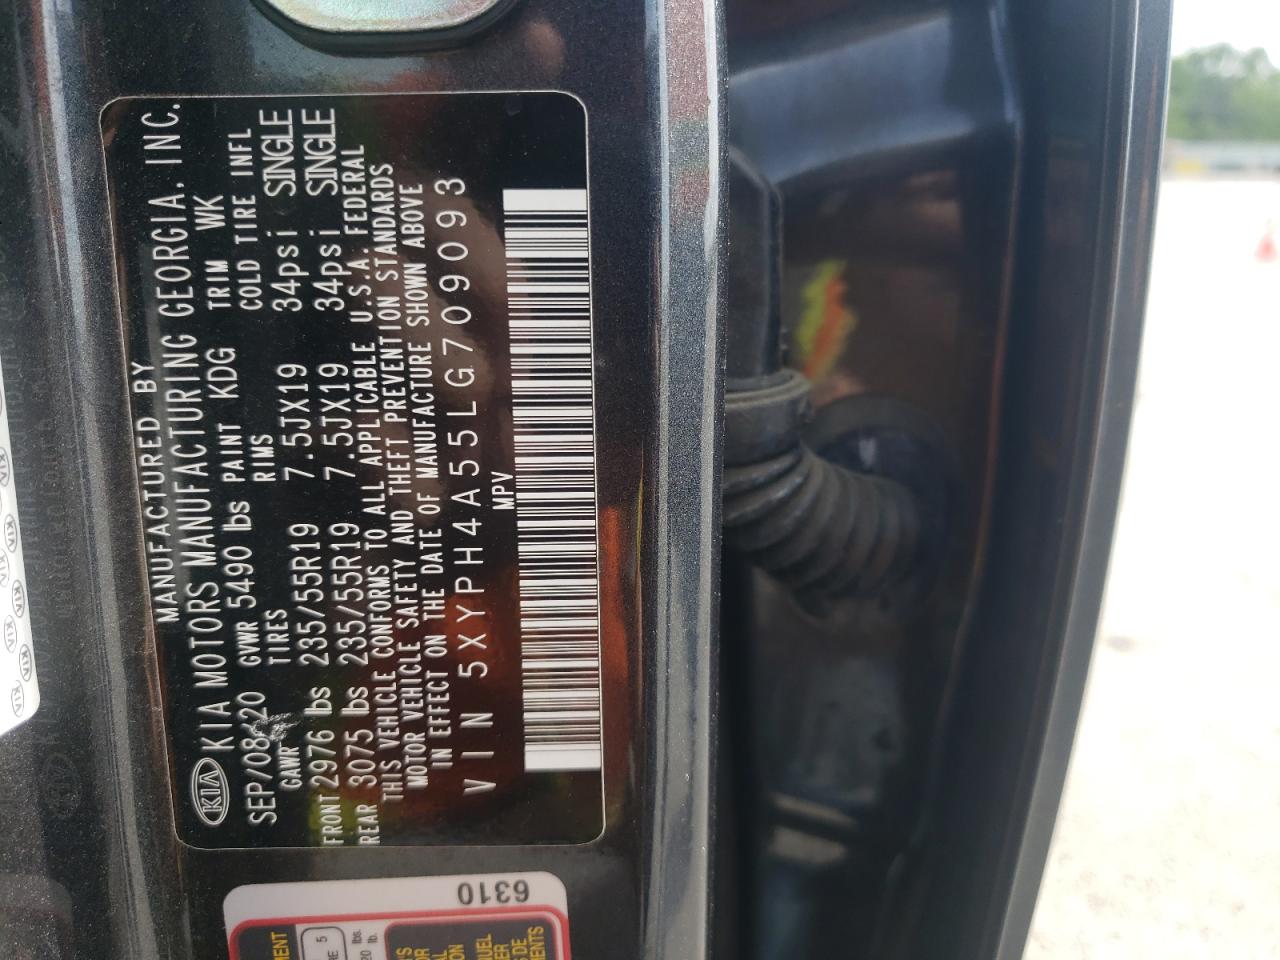 MANUFACTURED BY
KIA KIA MOTORS MANUFACTURING GEORGIA, INC.
SEP/08/20 GVWR 5490 lbs PAINT KDG TRIM WK
GAWR TIRES RIMS COLD TIRE INFL
FRONT 2976 lbs 235/55R19 7.5JX19 34psi SINGLE
REAR 3075 lbs 235/55R19 7.5JX19 34psi SINGLE
THIS VEHICLE CONFORMS TO ALL APPLICABLE U.S.A. FEDERAL
MOTOR VEHICLE SAFETY AND THEFT PREVENTION STANDARDS
IN EFFECT ON THE DATE OF MANUFACTURE SHOWN ABOVE
VIN 5XYPH4A55LG709093
MPV
6310